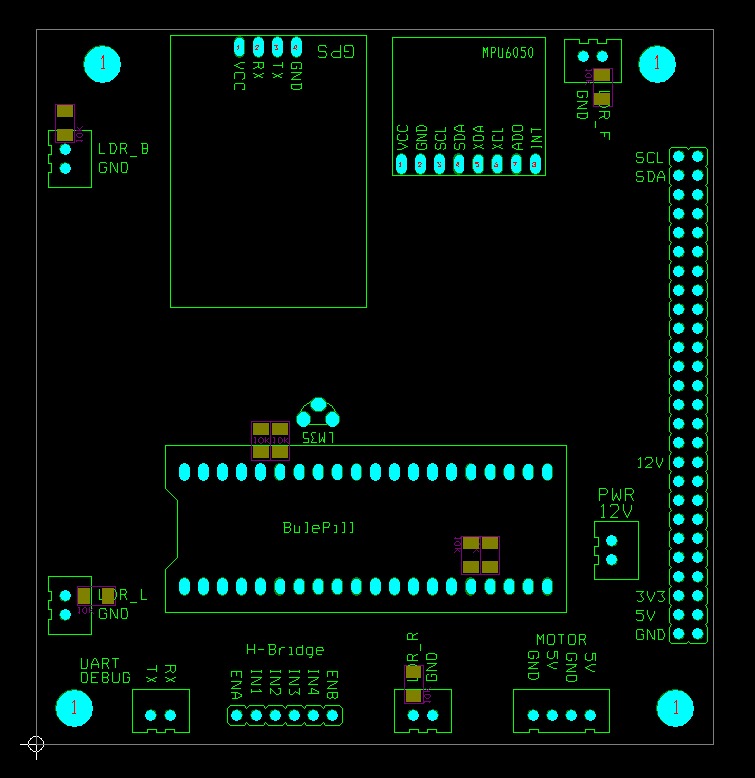 1
1 2 3 4
GPS
VCC
RX
TX
GND
MPU6050
VCC
GND
SCL
SDA
XDA
XCL
ADO
INT
1 2 3 4 5 6 7 8
1
10K
GND
LDR_F
10K
LDR_B
GND
SCL
SDA
LM35
10K 10K
BulePill
10K
12V
PWR
12V
LDR_L
10K
GND
3V3
5V
GND
UART
DEBUG
TX
RX
H-Bridge
ENA
IN1
IN2
IN3
IN4
ENB
LDR_R
GND
MOTOR
GND
5V
GND
5V
1
1